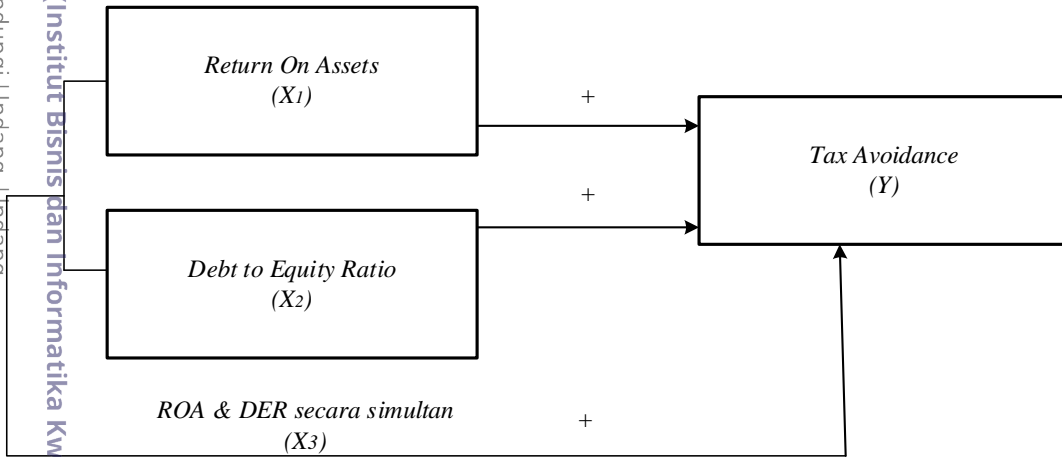 Return On Assets
(X1)
+
Tax Avoidance
(Y)
+
Debt to Equity Ratio
(X2)
ROA & DER secara simultan
(X3)
+
Institut Bisnis dan Informatika Kw